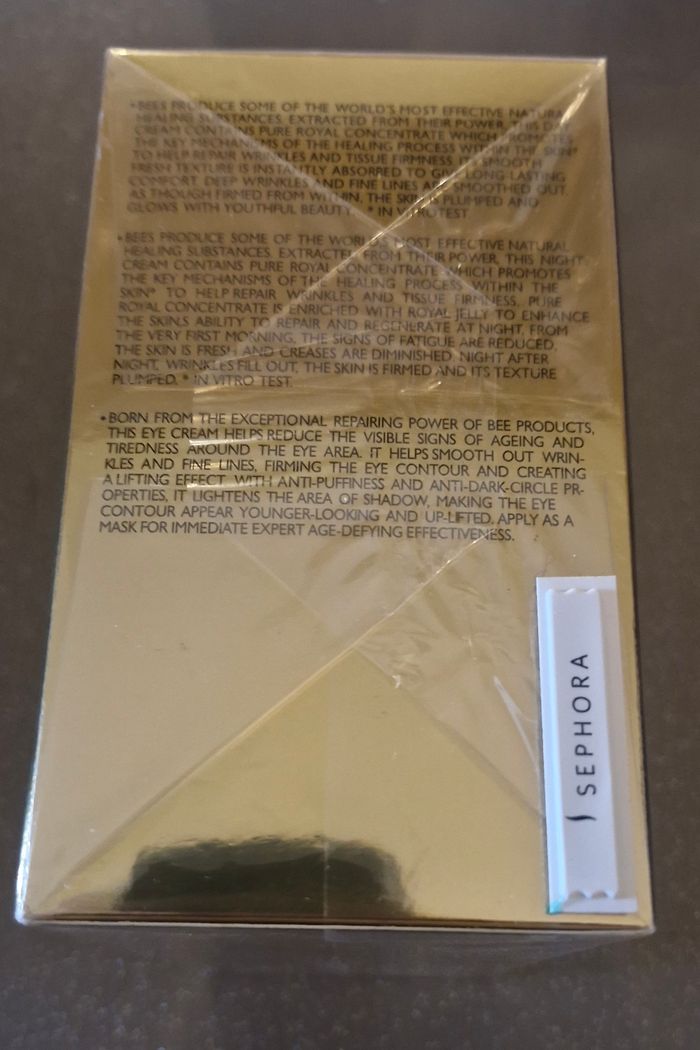 •BEES PRODUCE SOME OF THE WORLD'S MOST EFFECTIVE NATURAL
HEALING SUBSTANCES. EXTRACTED FROM THEIR POWER, THIS DAY
CREAM CONTAINS PURE ROYAL CONCENTRATE WHICH PROMOTES
THE KEY MECHANISMS OF THE HEALING PROCESS WITHIN THE SKIN*
TO HELP REPAIR WRINKLES AND TISSUE FIRMNESS. ITS SMOOTH
FRESH TEXTURE IS INSTANTLY ABSORBED TO GIVE LONG-LASTING
COMFORT. DEEP WRINKLES AND FINE LINES ARE SMOOTHED OUT.
AS THOUGH FIRMED FROM WITHIN, THE SKIN IS PLUMPED AND
GLOWS WITH YOUTHFUL BEAUTY. * IN VITRO TEST
•BEES PRODUCE SOME OF THE WORLD'S MOST EFFECTIVE NATURAL
HEALING SUBSTANCES. EXTRACTED FROM THEIR POWER, THIS NIGHT
CREAM CONTAINS PURE ROYAL CONCENTRATE WHICH PROMOTES
THE KEY MECHANISMS OF THE HEALING PROCESS WITHIN THE
SKIN* TO HELP REPAIR WRINKLES AND TISSUE FIRMNESS. PURE
ROYAL CONCENTRATE IS ENRICHED WITH ROYAL JELLY TO ENHANCE
THE SKIN,S ABILITY TO REPAIR AND REGENERATE AT NIGHT. FROM
THE VERY FIRST MORNING, THE SIGNS OF FATIGUE ARE REDUCED,
THE SKIN IS FRESH AND CREASES ARE DIMINISHED. NIGHT AFTER
NIGHT, WRINKLES FILL OUT, THE SKIN IS FIRMED AND ITS TEXTURE
PLUMPED. * IN VITRO TEST.
•BORN FROM THE EXCEPTIONAL REPAIRING POWER OF BEE PRODUCTS,
THIS EYE CREAM HELPS REDUCE THE VISIBLE SIGNS OF AGEING AND
TIREDNESS AROUND THE EYE AREA. IT HELPS SMOOTH OUT WRIN-
KLES AND FINE LINES, FIRMING THE EYE CONTOUR AND CREATING
A LIFTING EFFECT. WITH ANTI-PUFFINESS AND ANTI-DARK-CIRCLE PR-
OPERTIES, IT LIGHTENS THE AREA OF SHADOW, MAKING THE EYE
CONTOUR APPEAR YOUNGER-LOOKING AND UP-LIFTED. APPLY AS A
MASK FOR IMMEDIATE EXPERT AGE-DEFYING EFFECTIVENESS.
SEPHORA